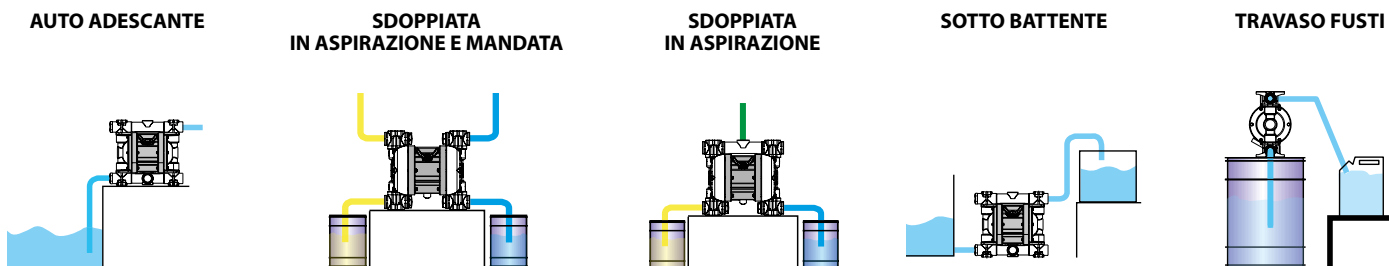 AUTO ADESCANTE
SDOPPIATA
IN ASPIRAZIONE E MANDATA
SDOPPIATA
IN ASPIRAZIONE
SOTTO BATTENTE
TRAVASO FUSTI